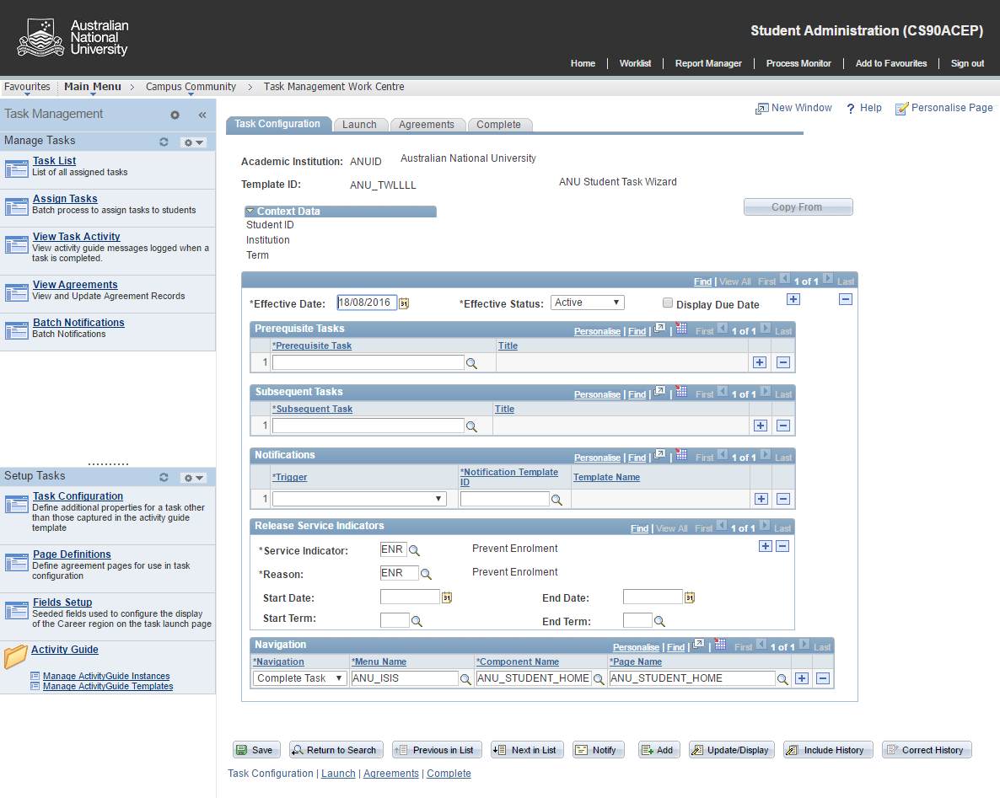 Australian
National
University
Student Administration (CS90ACEP)
Home | Worklist | Report Manager | Process Monitor | Add to Favourites | Sign out
Favourites Main Menu > Campus Community > Task Management Work Centre
New Window ? Help Personalise Page
Task Management «
Manage Tasks
Task List
List of all assigned tasks
Assign Tasks
Batch process to assign tasks to students
View Task Activity
View activity guide messages logged when a
task is completed.
View Agreements
View and Update Agreement Records
Batch Notifications
Batch Notifications
Setup Tasks
Task Configuration
Define additional properties for a task other
than those captured in the activity guide
template
Page Definitions
Define agreement pages for use in task
configuration
Fields Setup
Seeded fields used to configure the display
of the Career region on the task launch page
Activity Guide
Manage ActivityGuide Instances
Manage ActivityGuide Templates
Task Configuration Launch Agreements Complete
Academic Institution: ANUID Australian National University
Template ID: ANU_TWLLLL ANU Student Task Wizard
Copy From
Context Data
Student ID
Institution
Term
Find | View All First 1 of 1 Last
*Effective Date: 18/08/2016 31 *Effective Status: Active Display Due Date + −
Prerequisite Tasks Personalise | Find | | First 1 of 1 Last
*Prerequisite Task Title
1 + −
Subsequent Tasks Personalise | Find | | First 1 of 1 Last
*Subsequent Task Title
1 + −
Notifications Personalise | Find | | First 1 of 1 Last
*Trigger *Notification Template
ID Template Name
1 + −
Release Service Indicators Find | View All First 1 of 1 Last
*Service Indicator: ENR Prevent Enrolment + −
*Reason: ENR Prevent Enrolment
Start Date: 31 End Date: 31
Start Term: End Term:
Navigation Personalise | Find | | First 1 of 1 Last
*Navigation *Menu Name *Component Name *Page Name
Complete Task ANU_ISIS ANU_STUDENT_HOME ANU_STUDENT_HOME + −
Save Return to Search Previous in List Next in List Notify Add Update/Display Include History Correct History
Task Configuration | Launch | Agreements | Complete